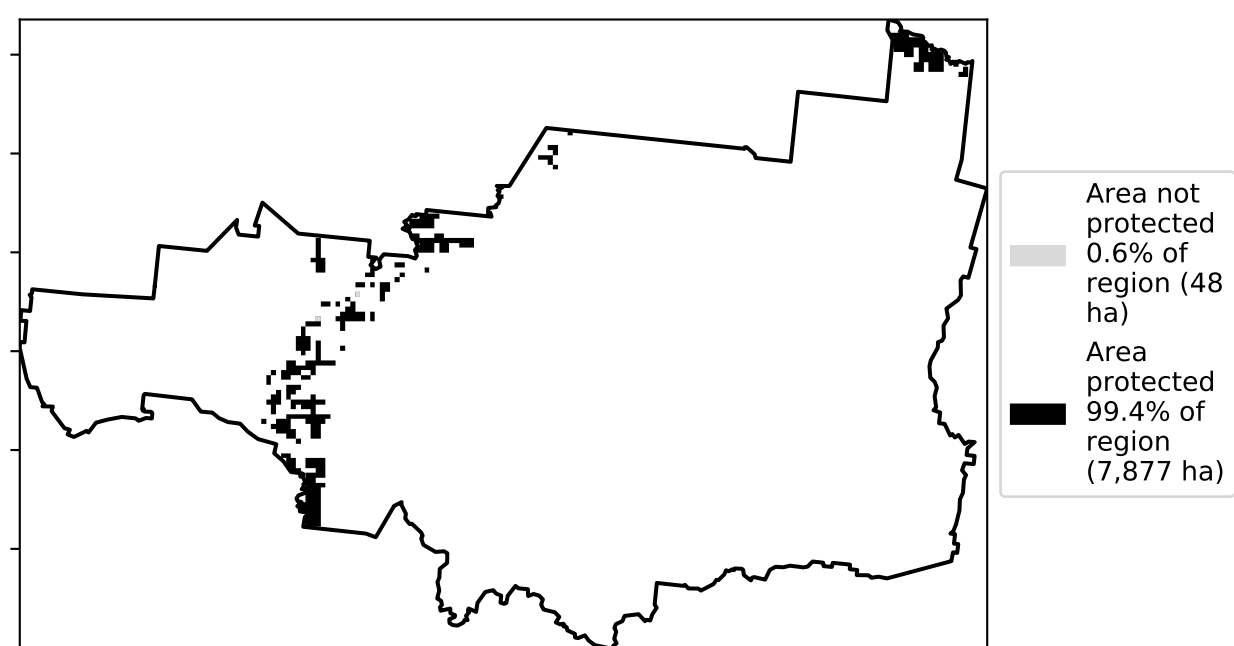 Area not
protected
0.6% of
region (48
ha)
Area
protected
99.4% of
region
(7,877 ha)